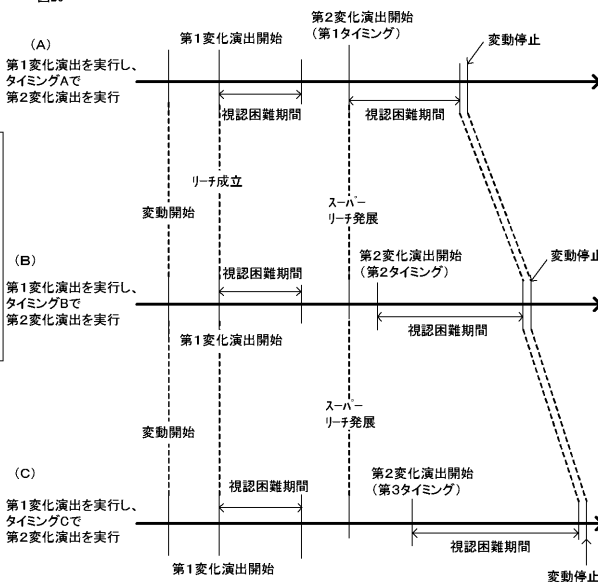 (A)
第1変化演出を実行し、
タイミングAで
第2変化演出を実行
第1変化演出開始
第2変化演出開始
(第1タイミング)
変動停止
視認困難期間
視認困難期間
リーチ成立
変動開始
スーパー
リーチ発展
(B)
第1変化演出を実行し、
タイミングBで
第2変化演出を実行
視認困難期間
第2変化演出開始
(第2タイミング)
変動停止
視認困難期間
第1変化演出開始
変動開始
スーパー
リーチ発展
(C)
第1変化演出を実行し、
タイミングCで
第2変化演出を実行
視認困難期間
第2変化演出開始
(第3タイミング)
視認困難期間
第1変化演出開始
変動停止